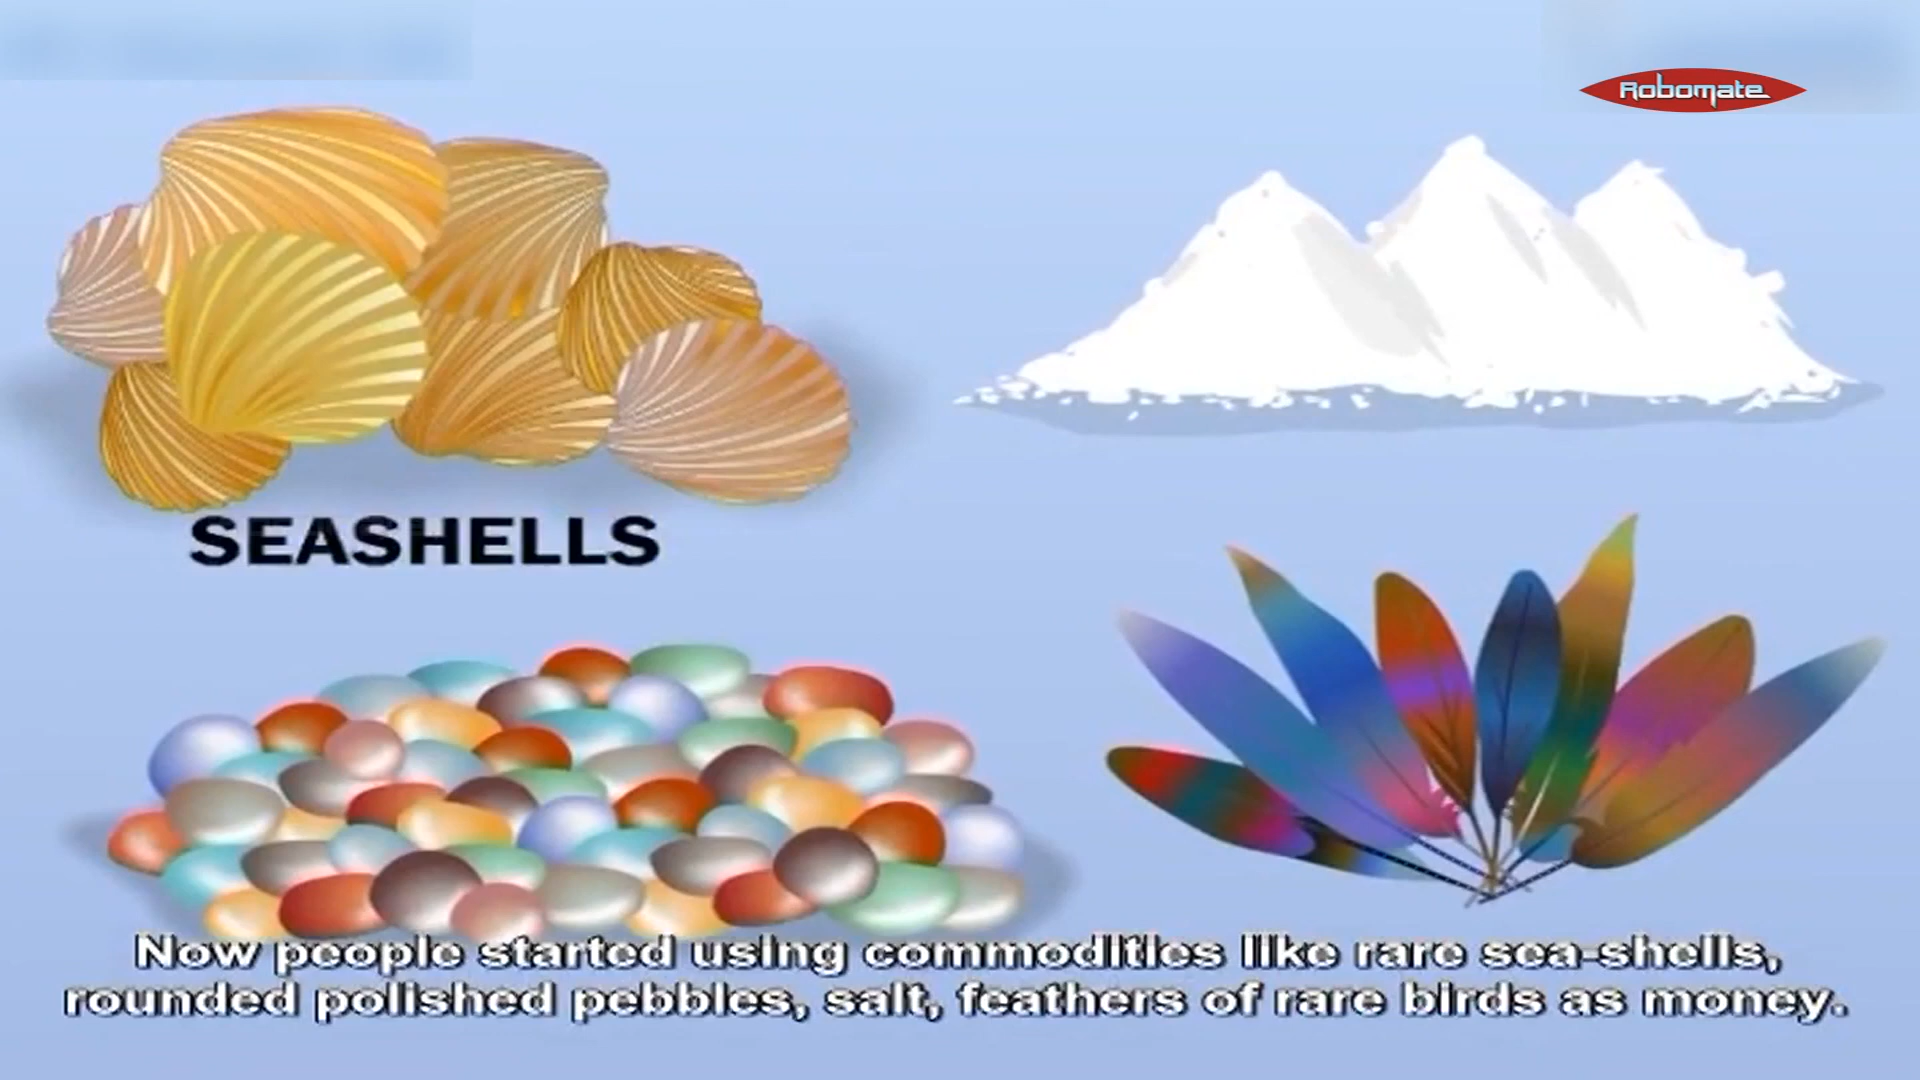 Robomate
SEASHELLS
Now people started using commodities like rare sea-shells,
rounded polished pebbles, salt, feathers of rare birds as money.